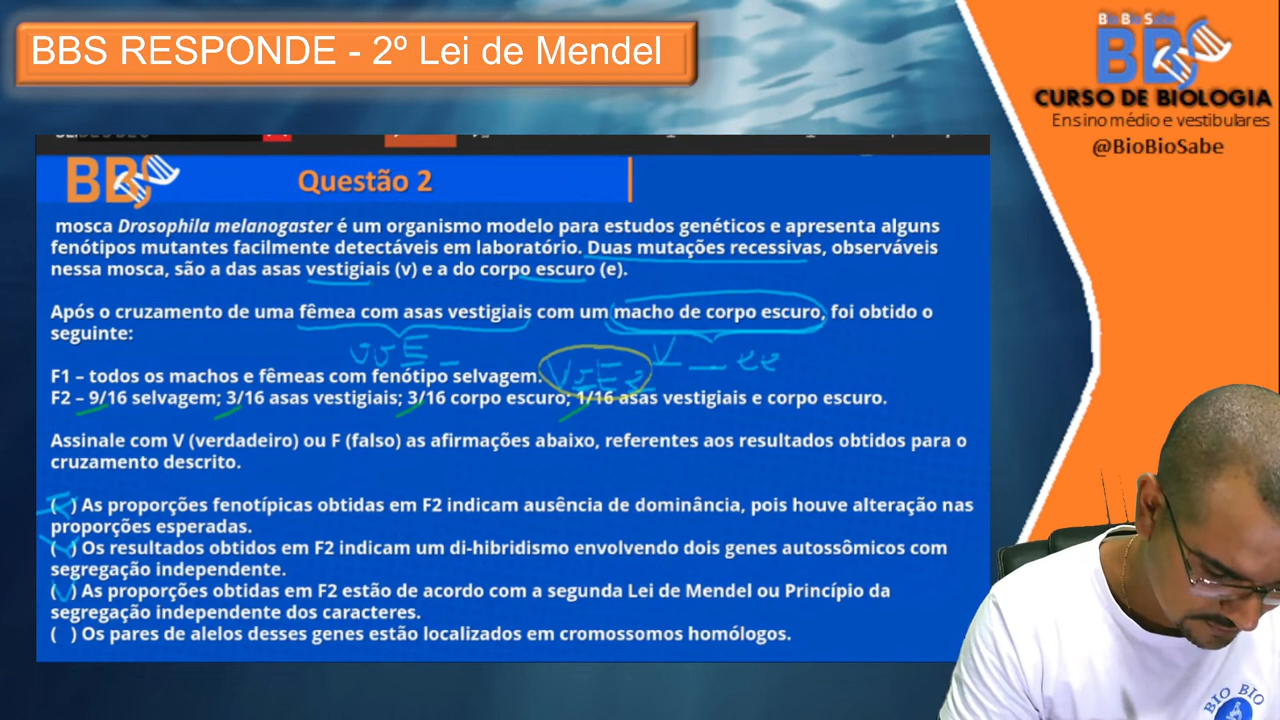 BBS RESPONDE - 2º Lei de Mendel
Bio Bio Sabe
BBS
CURSO DE BIOLOGIA
Ensino médio e vestibulares
@BioBioSabe
BBS
Questão 2
mosca Drosophila melanogaster é um organismo modelo para estudos genéticos e apresenta alguns
fenótipos mutantes facilmente detectáveis em laboratório. Duas mutações recessivas, observáveis
nessa mosca, são a das asas vestigiais (v) e a do corpo escuro (e).
Após o cruzamento de uma fêmea com asas vestigiais com um macho de corpo escuro, foi obtido o
seguinte:
vvE_
V_ee
F1 – todos os machos e fêmeas com fenótipo selvagem.
VvEe
F2 – 9/16 selvagem; 3/16 asas vestigiais; 3/16 corpo escuro; 1/16 asas vestigiais e corpo escuro.
Assinale com V (verdadeiro) ou F (falso) as afirmações abaixo, referentes aos resultados obtidos para o
cruzamento descrito.
(F) As proporções fenotípicas obtidas em F2 indicam ausência de dominância, pois houve alteração nas
proporções esperadas.
(V) Os resultados obtidos em F2 indicam um di-hibridismo envolvendo dois genes autossômicos com
segregação independente.
(V) As proporções obtidas em F2 estão de acordo com a segunda Lei de Mendel ou Princípio da
segregação independente dos caracteres.
( ) Os pares de alelos desses genes estão localizados em cromossomos homólogos.
BIO BIO